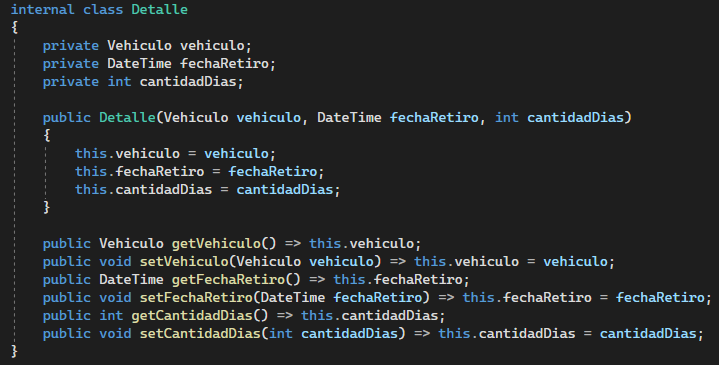 internal class Detalle
{
    private Vehiculo vehiculo;
    private DateTime fechaRetiro;
    private int cantidadDias;

    public Detalle(Vehiculo vehiculo, DateTime fechaRetiro, int cantidadDias)
    {
        this.vehiculo = vehiculo;
        this.fechaRetiro = fechaRetiro;
        this.cantidadDias = cantidadDias;
    }

    public Vehiculo getVehiculo() => this.vehiculo;
    public void setVehiculo(Vehiculo vehiculo) => this.vehiculo = vehiculo;
    public DateTime getFechaRetiro() => this.fechaRetiro;
    public void setFechaRetiro(DateTime fechaRetiro) => this.fechaRetiro = fechaRetiro;
    public int getCantidadDias() => this.cantidadDias;
    public void setCantidadDias(int cantidadDias) => this.cantidadDias = cantidadDias;
}